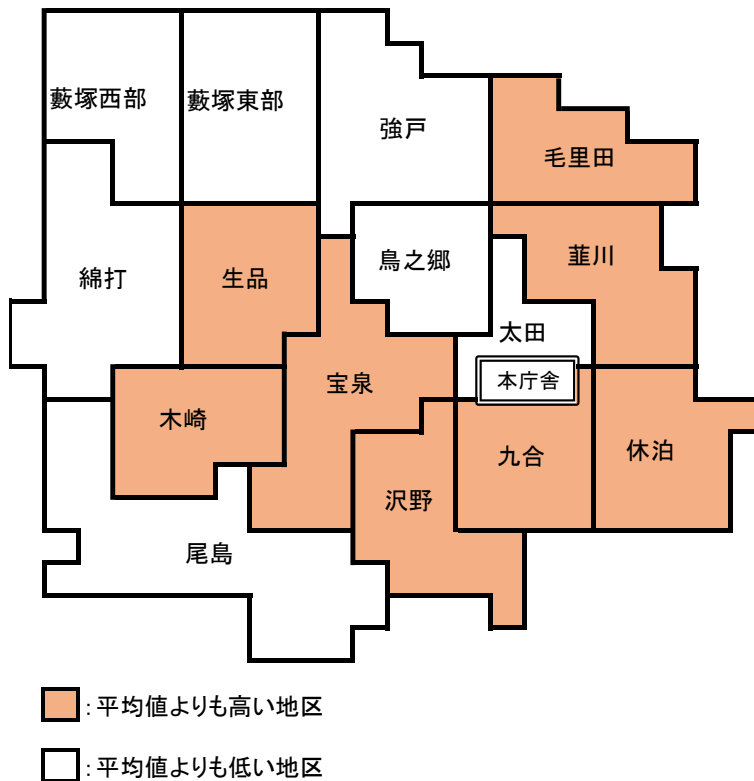 藪塚西部
藪塚東部
強戸
毛里田
綿打
生品
鳥之郷
韮川
太田
本庁舎
宝泉
木崎
九合
休泊
沢野
尾島
：平均値よりも高い地区
：平均値よりも低い地区